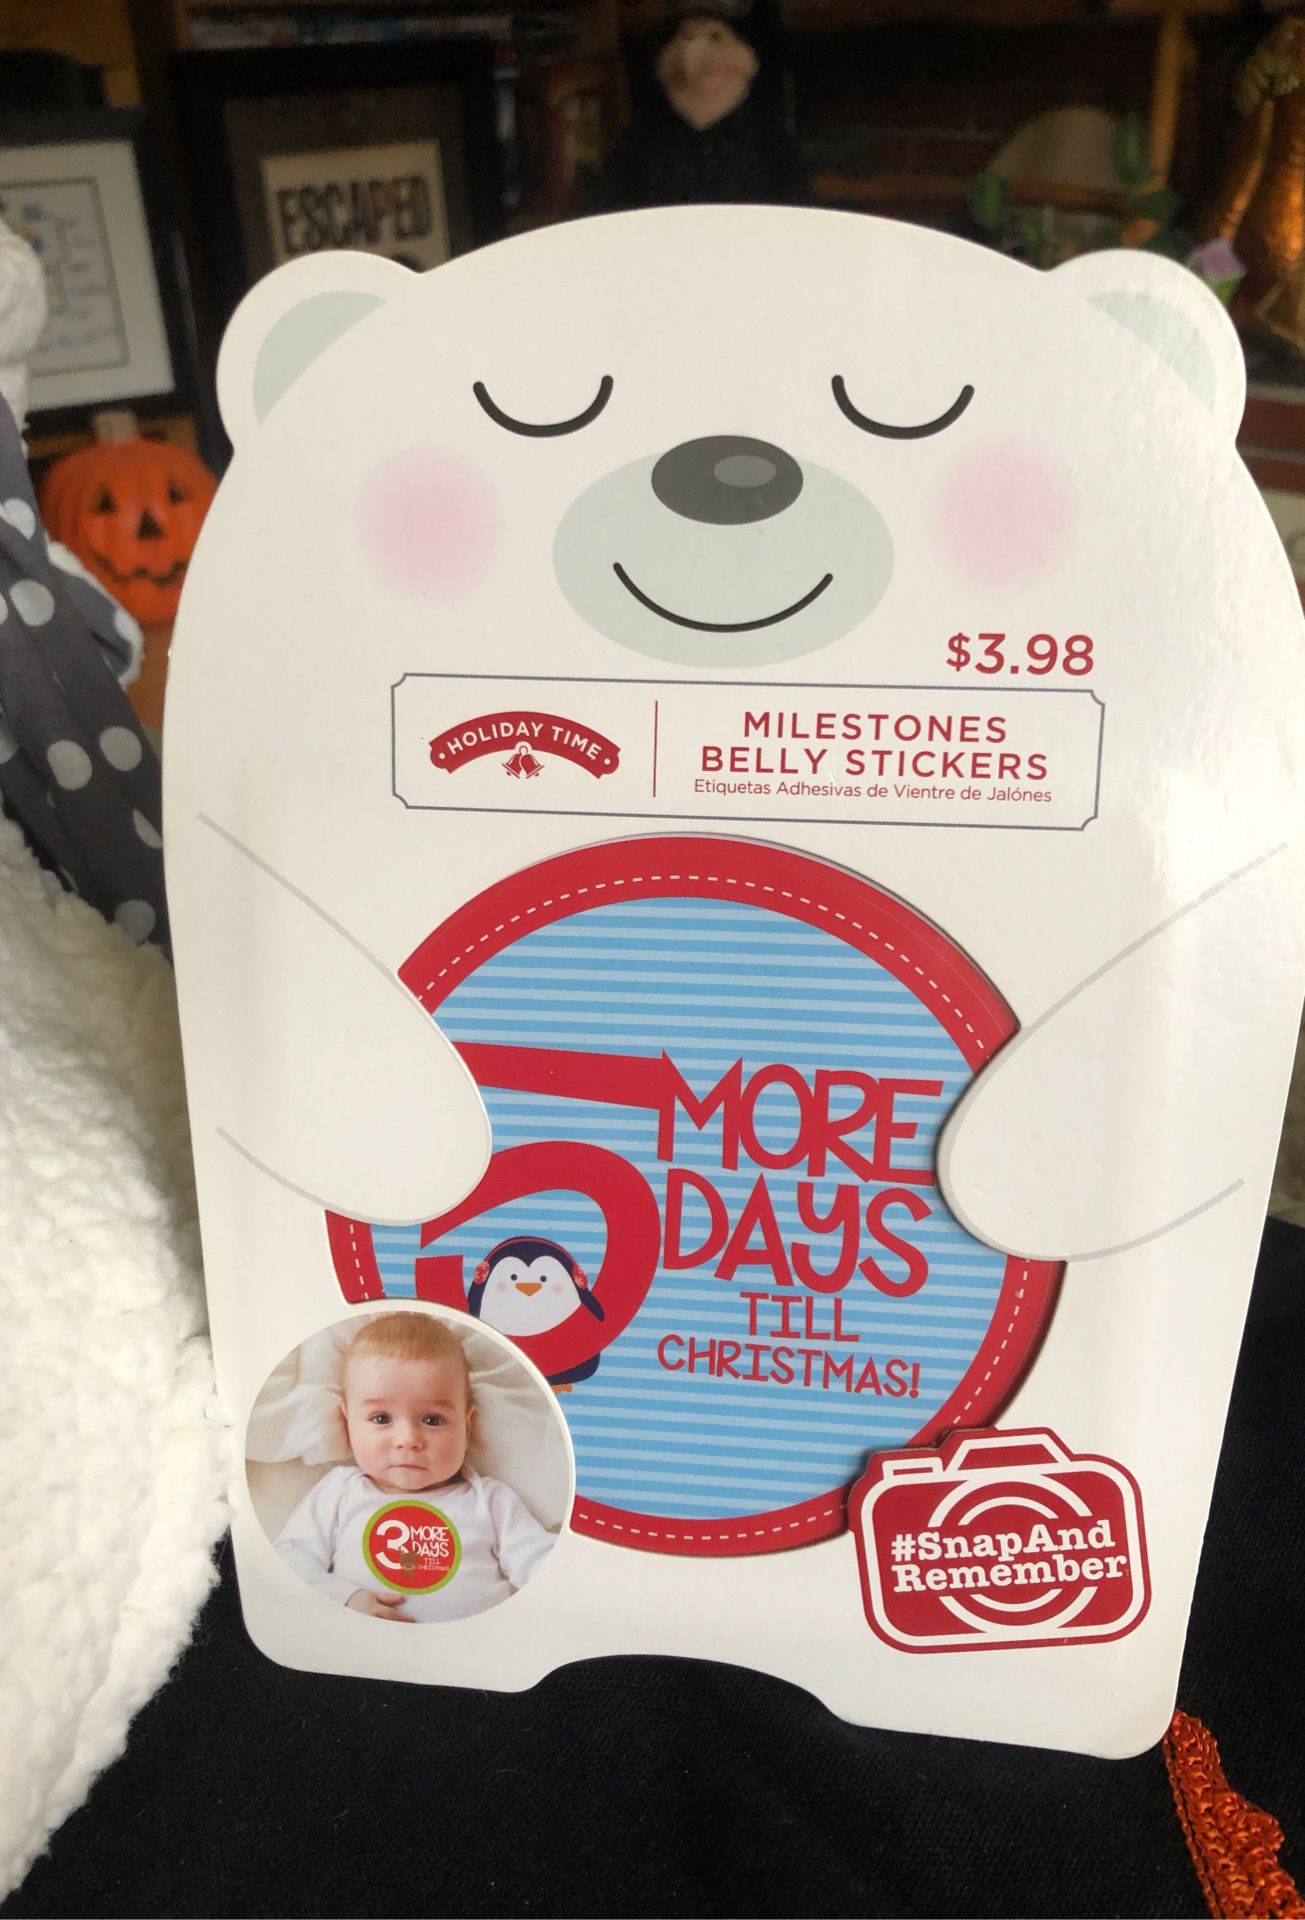 ESCAPED
$3.98
HOLIDAY TIME
MILESTONES
BELLY STICKERS
Etiquetas Adhesivas de Vientre de Jalónes
5 MORE
DAYS
TILL
CHRISTMAS!
3 MORE
DAYS
TILL
CHRISTMAS!
#SnapAnd
Remember